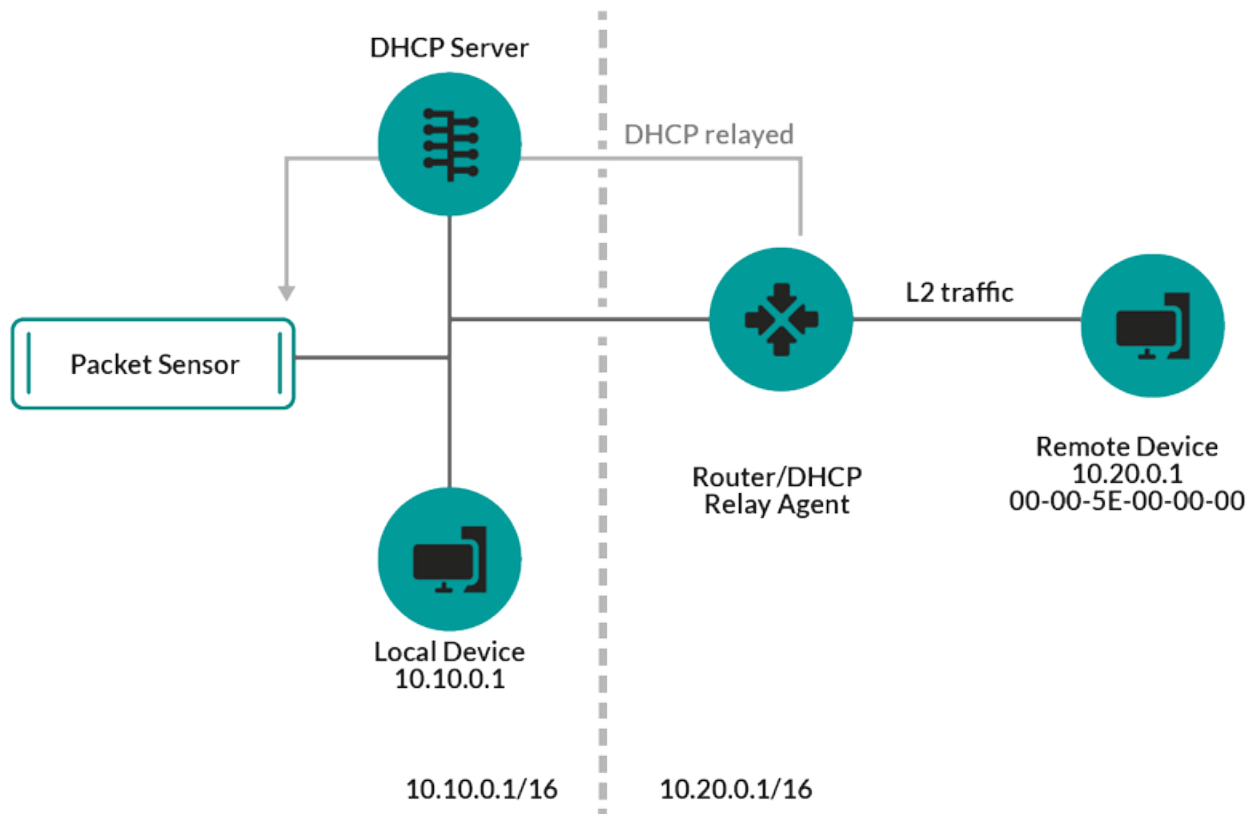 DHCP Server
DHCP relayed
L2 traffic
Packet Sensor
Router/DHCP
Relay Agent
Remote Device
10.20.0.1
00-00-5E-00-00-00
Local Device
10.10.0.1
10.10.0.1/16
10.20.0.1/16